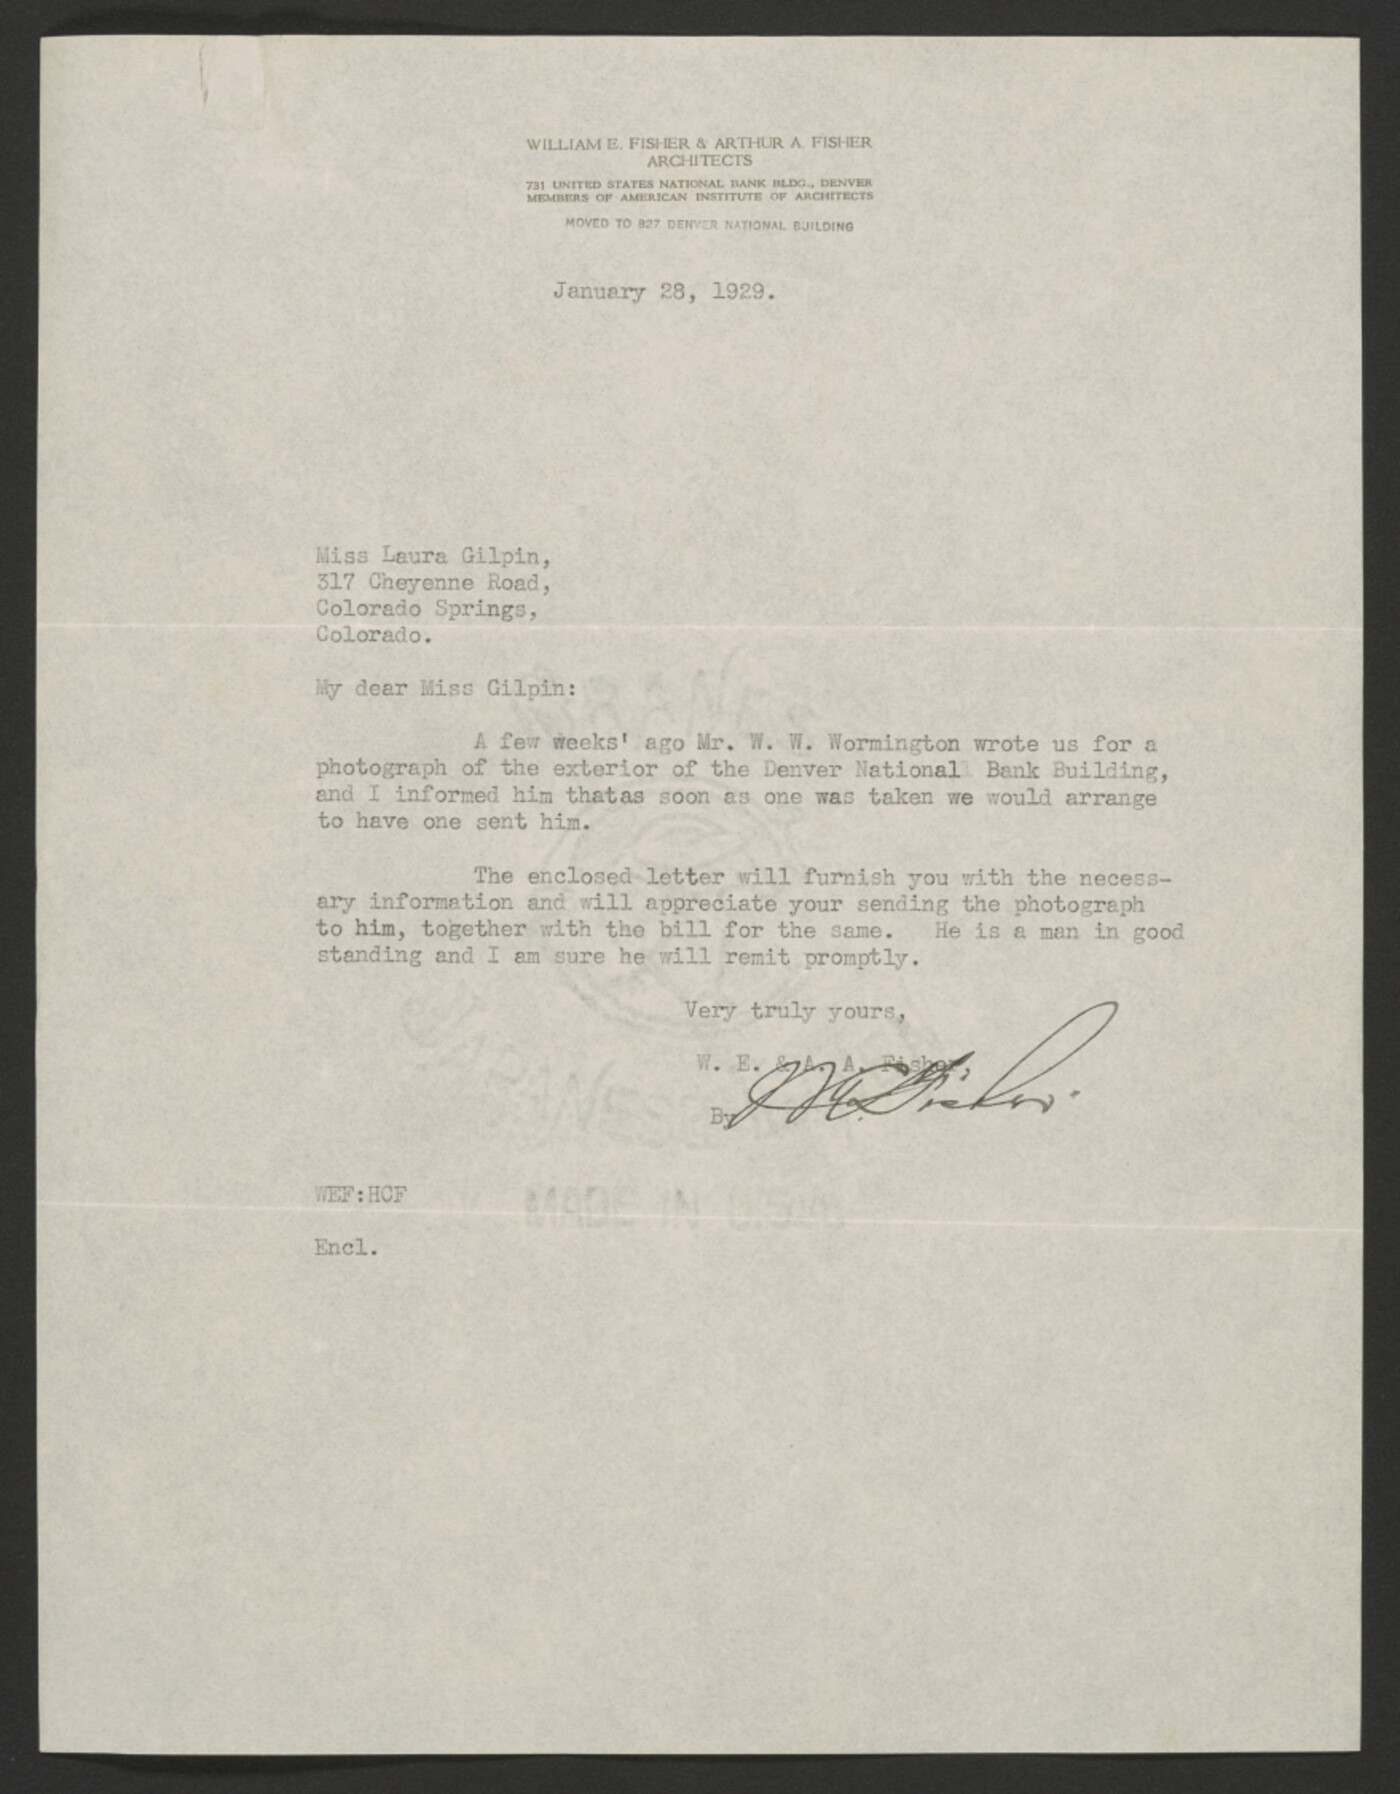 WILLIAM E. FISHER & ARTHUR A. FISHER
ARCHITECTS
731 UNITED STATES NATIONAL BANK BLDG., DENVER
MEMBERS OF AMERICAN INSTITUTE OF ARCHITECTS
MOVED TO 827 DENVER NATIONAL BUILDING
January 28, 1929.
Miss Laura Gilpin,
317 Cheyenne Road,
Colorado Springs,
Colorado.
My dear Miss Gilpin:
A few weeks' ago Mr. W. W. Wormington wrote us for a
photograph of the exterior of the Denver National Bank Building,
and I informed him thatas soon as one was taken we would arrange
to have one sent him.
The enclosed letter will furnish you with the necess-
ary information and will appreciate your sending the photograph
to him, together with the bill for the same. He is a man in good
standing and I am sure he will remit promptly.
Very truly yours,
W. E. & A. A. Fisher,
By W E Fisher.
WEF:HCF
Encl.